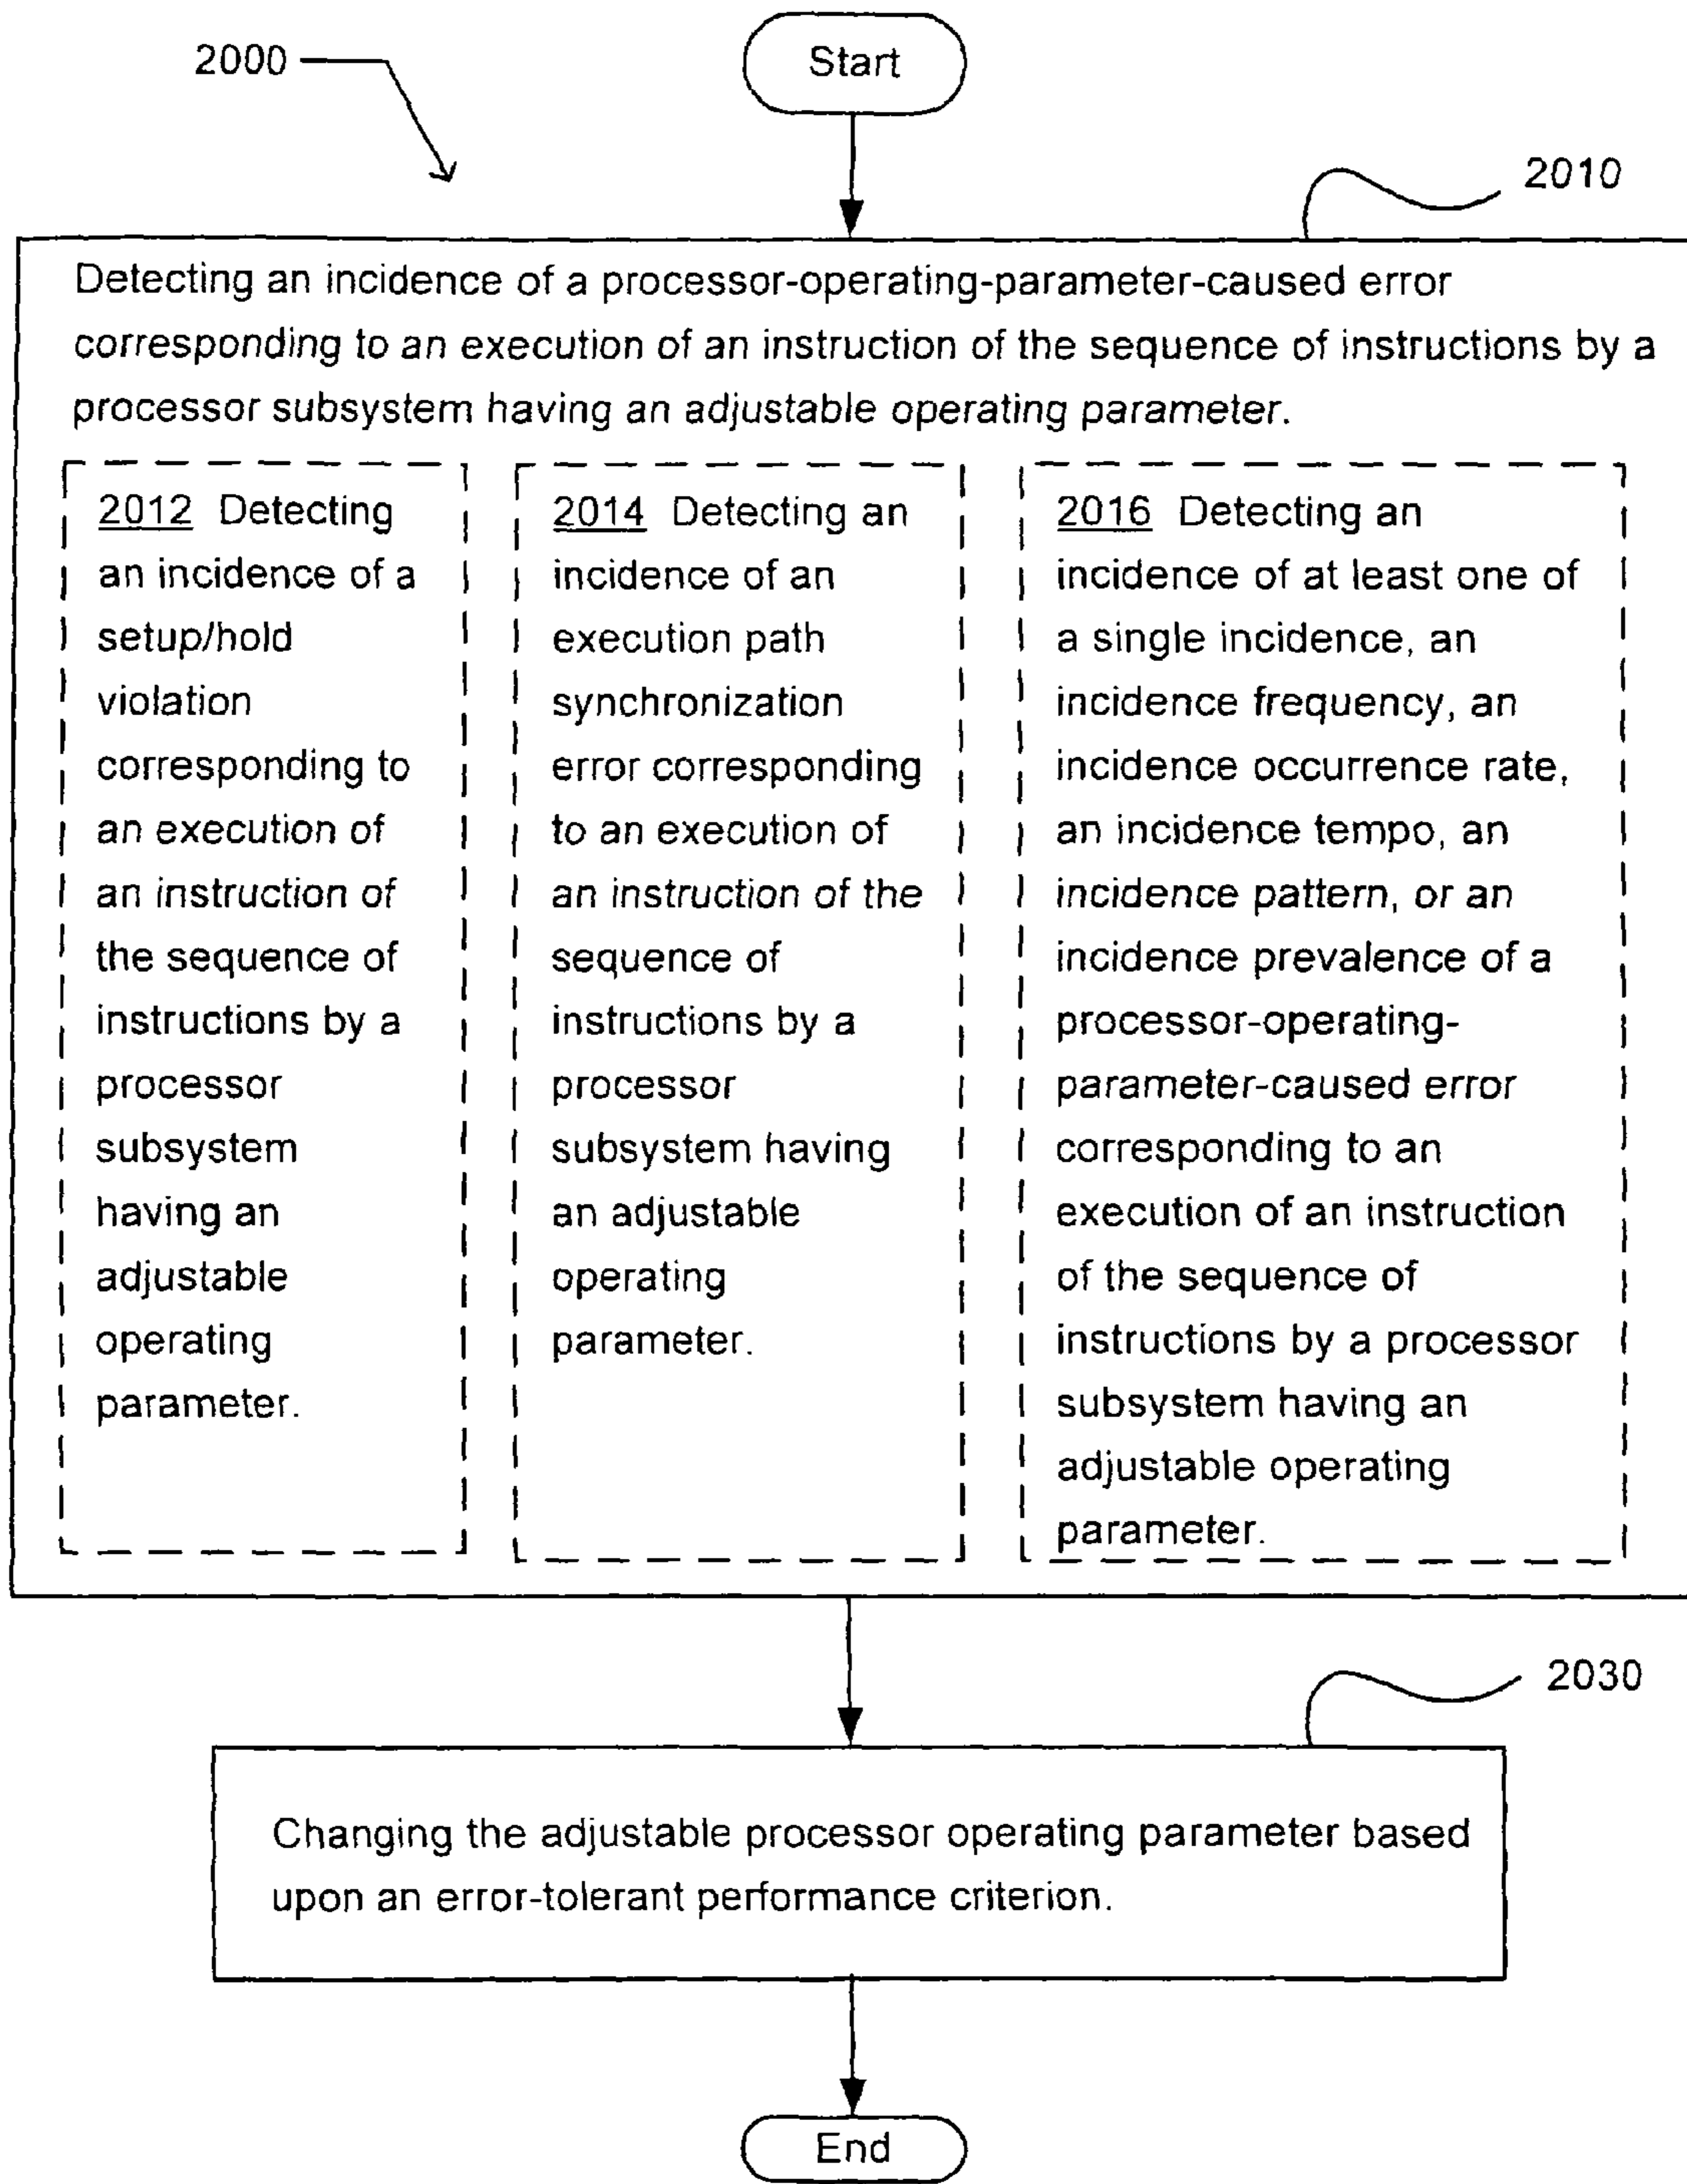 2000
Start
2010
Detecting an incidence of a processor-operating-parameter-caused error
corresponding to an execution of an instruction of the sequence of instructions by a
processor subsystem having an adjustable operating parameter.
2012 Detecting
an incidence of a
setup/hold
violation
corresponding to
an execution of
an instruction of
the sequence of
instructions by a
processor
subsystem
having an
adjustable
operating
parameter.
2014 Detecting an
incidence of an
execution path
synchronization
error corresponding
to an execution of
an instruction of the
sequence of
instructions by a
processor
subsystem having
an adjustable
operating
parameter.
2016 Detecting an
incidence of at least one of
a single incidence, an
incidence frequency, an
incidence occurrence rate,
an incidence tempo, an
incidence pattern, or an
incidence prevalence of a
processor-operating-
parameter-caused error
corresponding to an
execution of an instruction
of the sequence of
instructions by a processor
subsystem having an
adjustable operating
parameter.
2030
Changing the adjustable processor operating parameter based
upon an error-tolerant performance criterion.
End